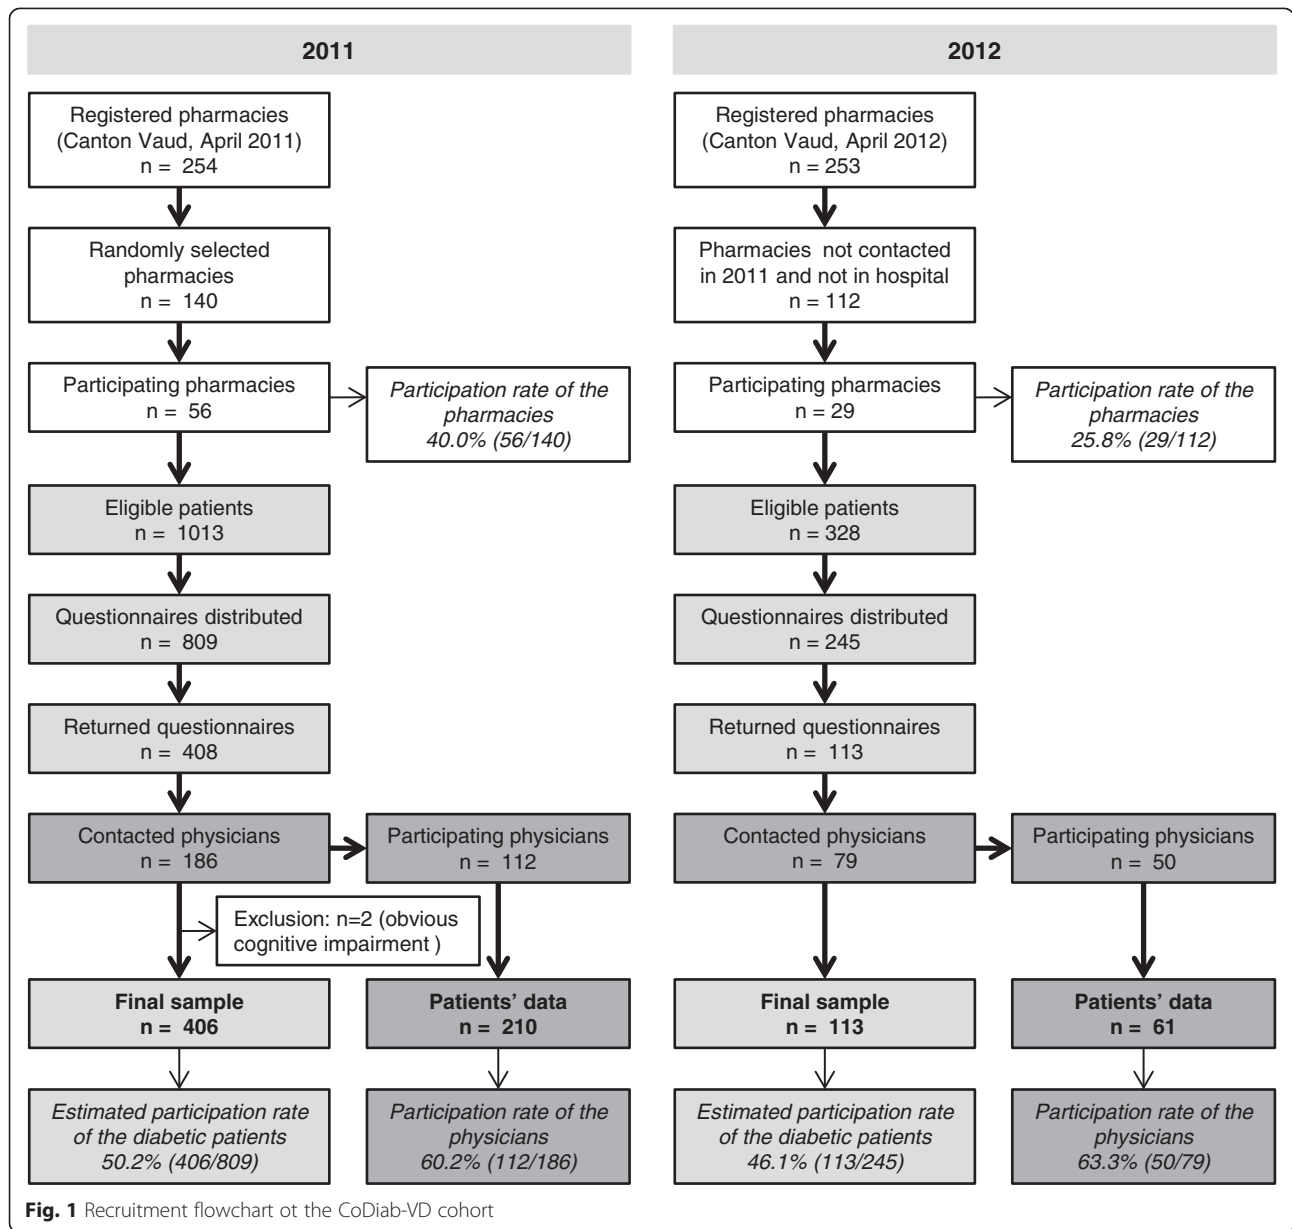 2011
Registered pharmacies
(Canton Vaud, April 2011)
n = 254
Randomly selected
pharmacies
n = 140
Participating pharmacies
n = 56
Participation rate of the
pharmacies
40.0% (56/140)
Eligible patients
n = 1013
Questionnaires distributed
n = 809
Returned questionnaires
n = 408
Contacted physicians
n = 186
Participating physicians
n = 112
Exclusion: n=2 (obvious
cognitive impairment )
Final sample
n = 406
Patients’ data
n = 210
Estimated participation rate
of the diabetic patients
50.2% (406/809)
Participation rate of the
physicians
60.2% (112/186)
2012
Registered pharmacies
(Canton Vaud, April 2012)
n = 253
Pharmacies not contacted
in 2011 and not in hospital
n = 112
Participating pharmacies
n = 29
Participation rate of the
pharmacies
25.8% (29/112)
Eligible patients
n = 328
Questionnaires distributed
n = 245
Returned questionnaires
n = 113
Contacted physicians
n = 79
Participating physicians
n = 50
Final sample
n = 113
Patients’ data
n = 61
Estimated participation rate
of the diabetic patients
46.1% (113/245)
Participation rate of the
physicians
63.3% (50/79)
Fig. 1 Recruitment flowchart ot the CoDiab-VD cohort